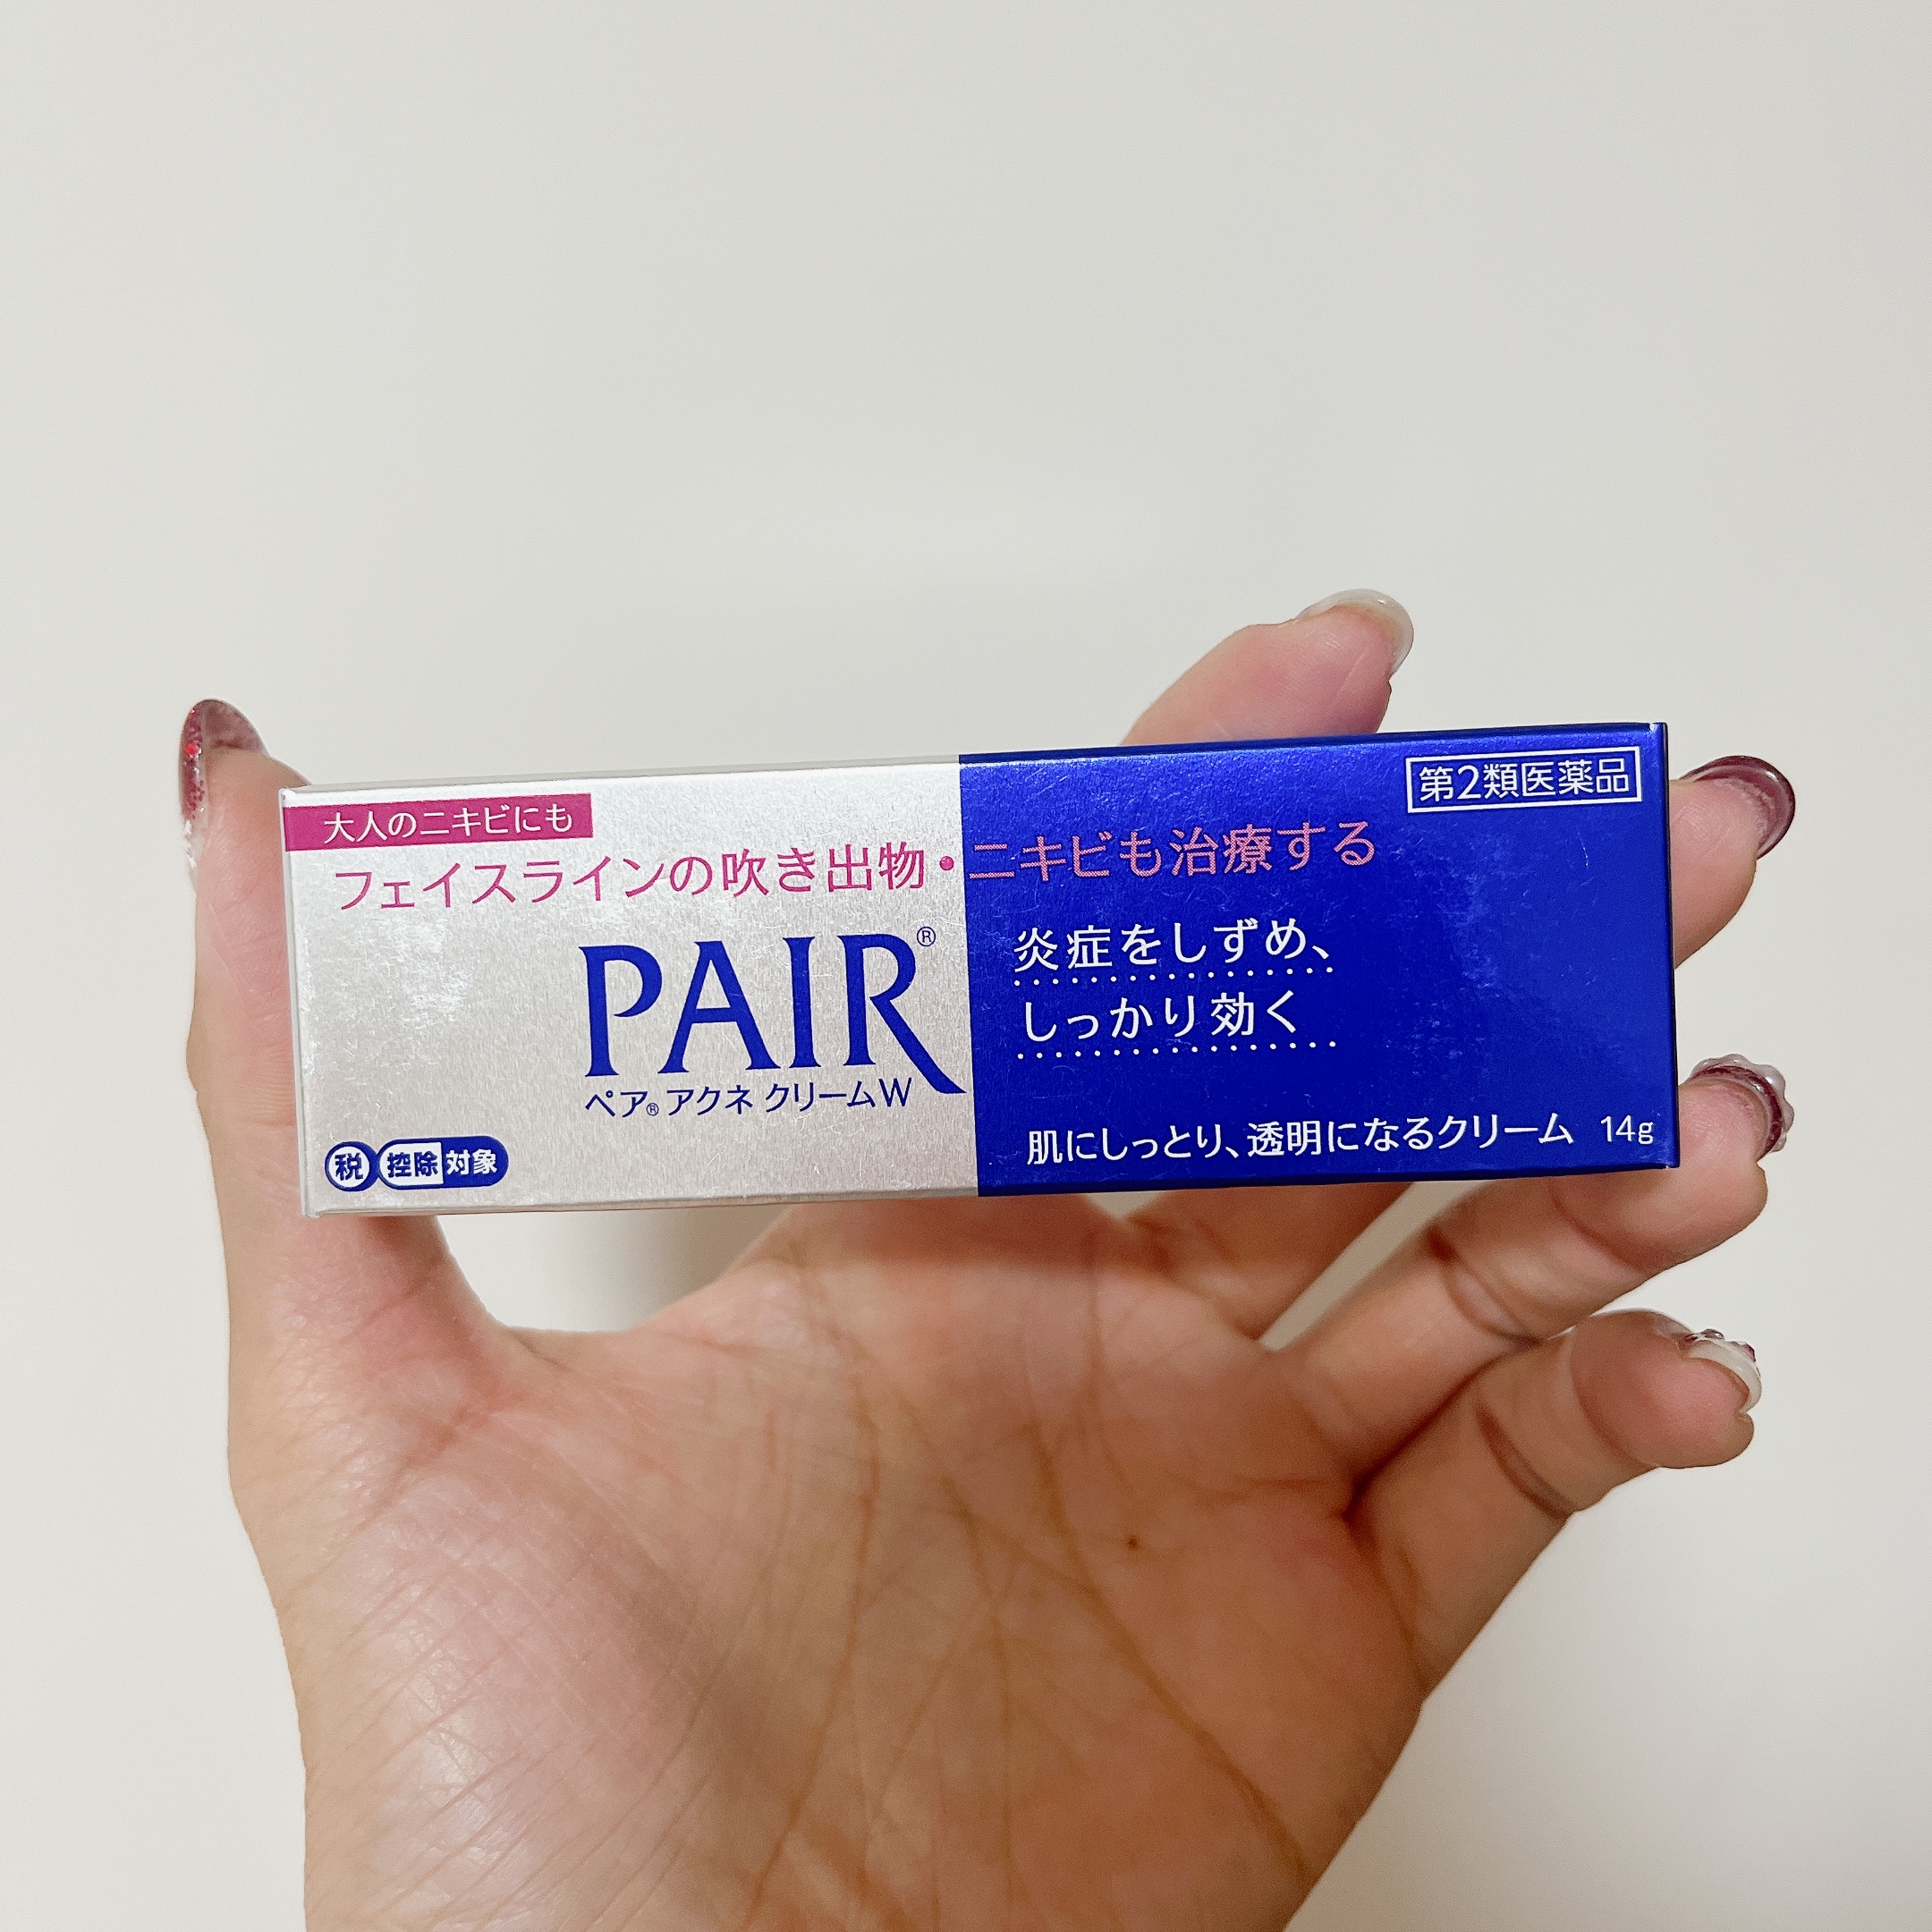 第2類医薬品
大人のニキビにも
フェイスラインの吹き出物・ニキビも治療する
PAIR®
ペア®アクネ クリームW
炎症をしずめ、
しっかり効く
肌にしっとり、透明になるクリーム 14g
税 控除対象